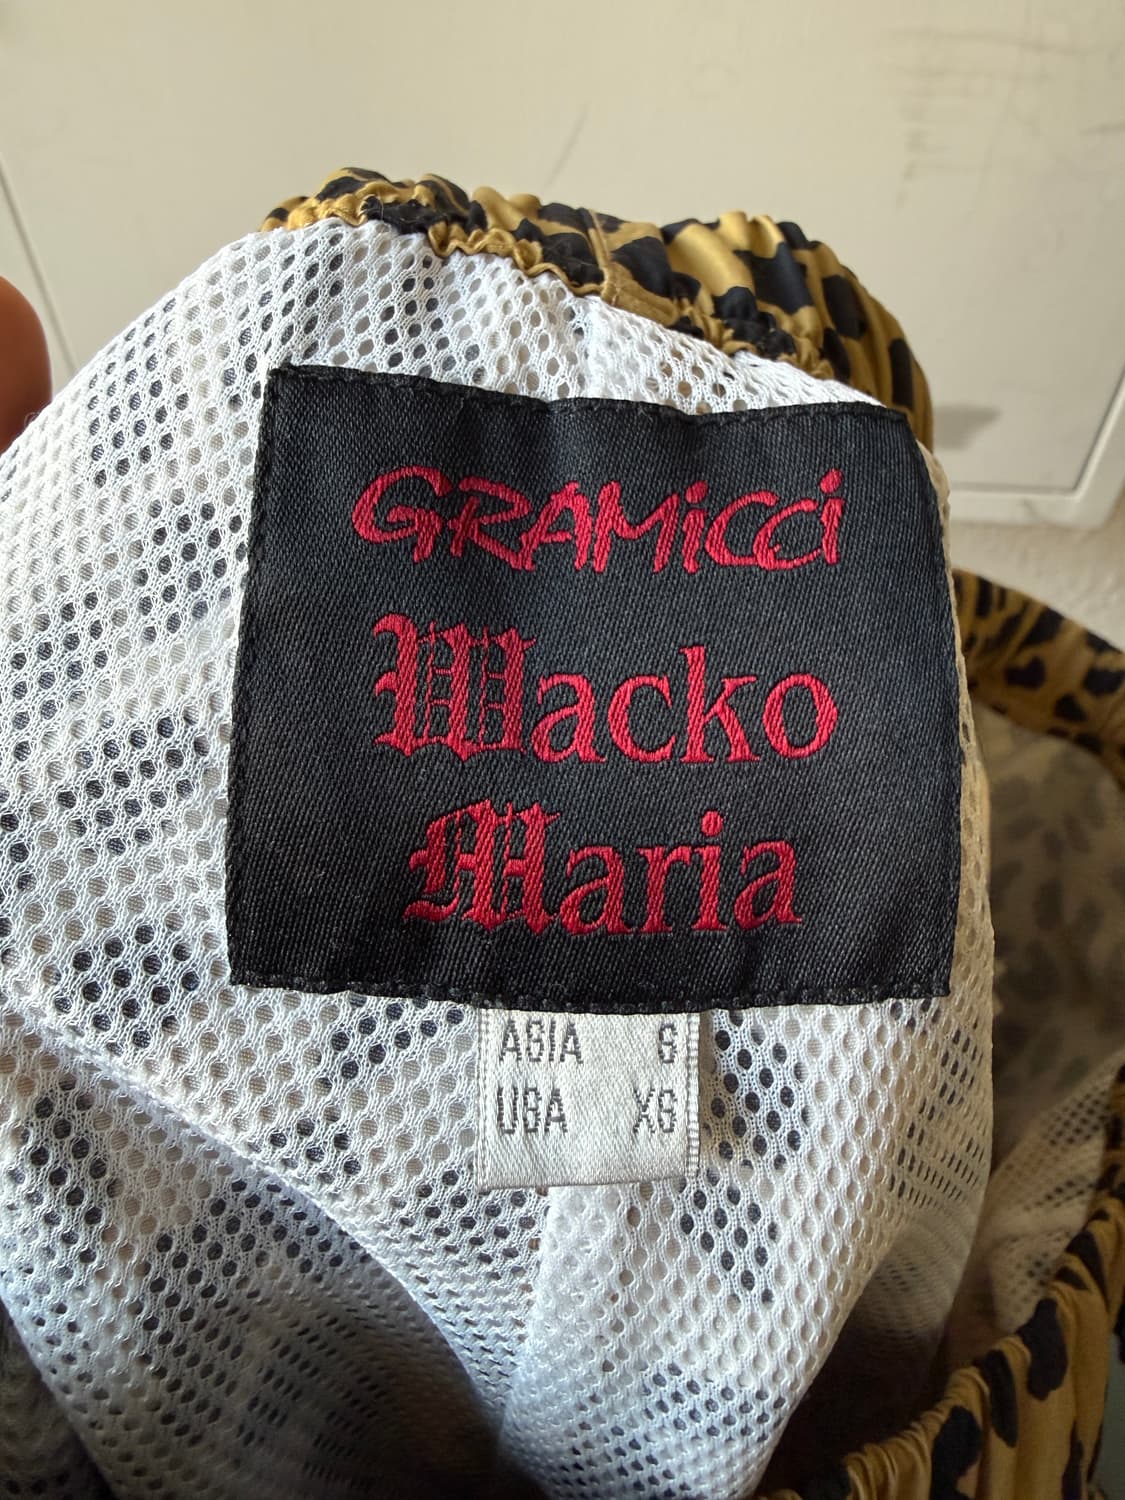 GRAMiCCi
Wacko
Maria
ASIA S
USA XS